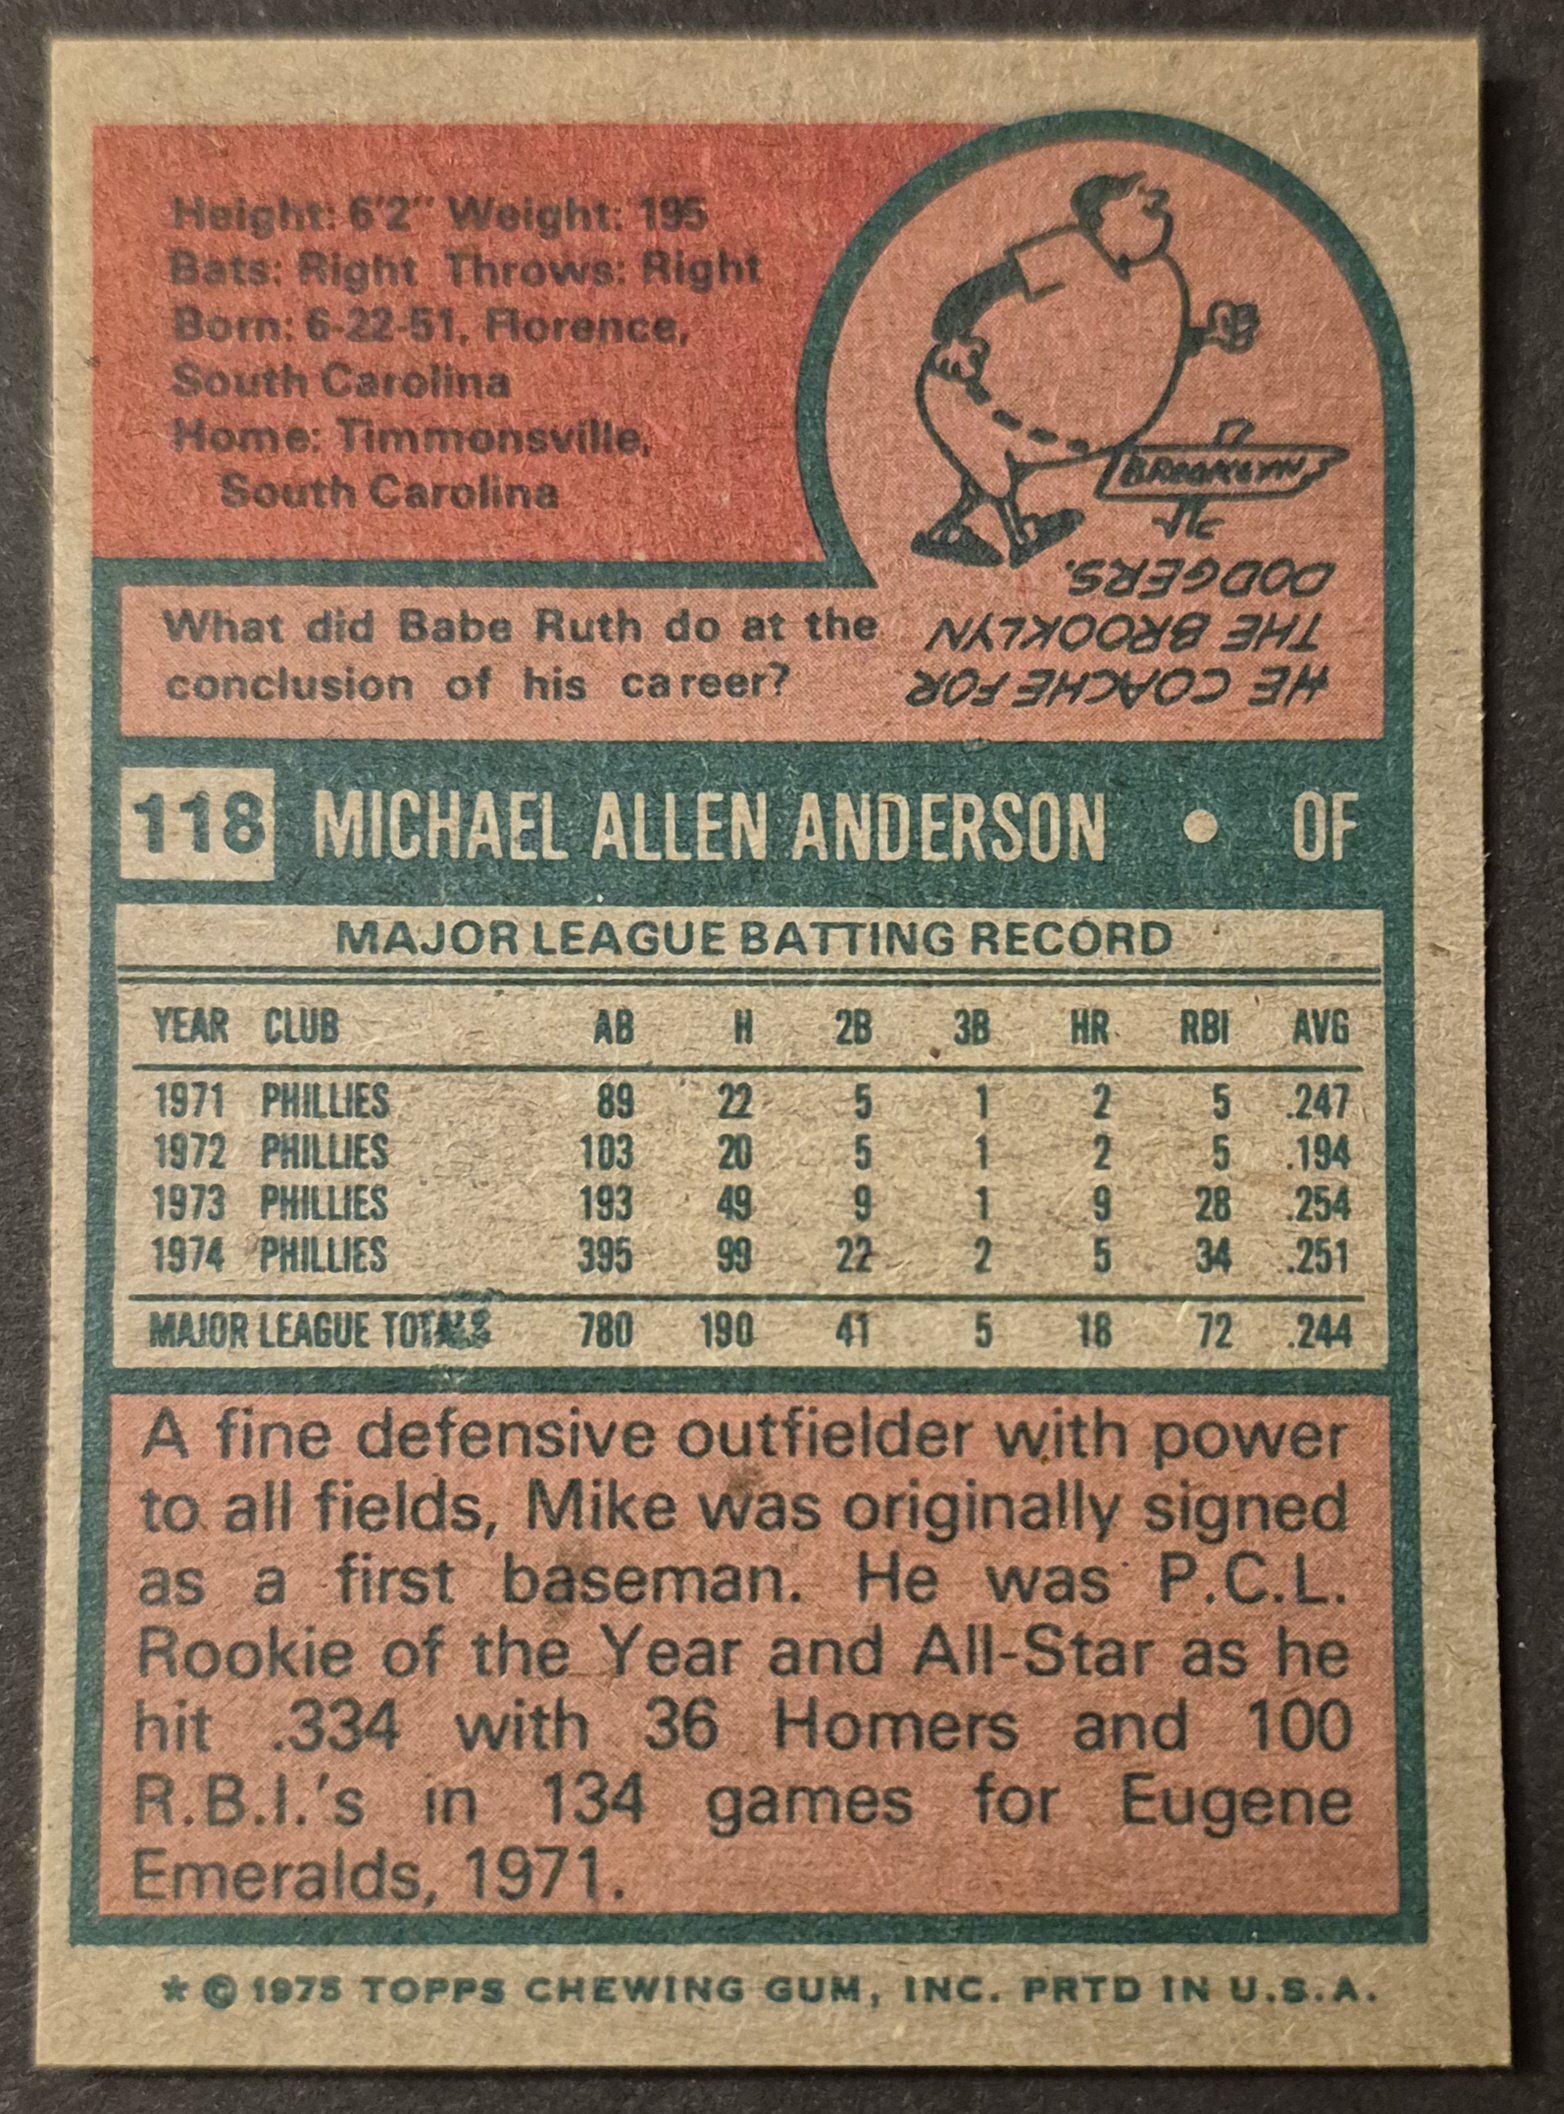 Height: 6'2" Weight: 195
Bats: Right Throws: Right
Born: 6-22-51, Florence,
South Carolina
Home: Timmonsville,
South Carolina
BROOKLYN
What did Babe Ruth do at the
conclusion of his career?
HE COACHE FOR
THE BROOKLYN
DODGERS.
118 MICHAEL ALLEN ANDERSON • OF
MAJOR LEAGUE BATTING RECORD
YEAR CLUB AB H 2B 3B HR RBI AVG
1971 PHILLIES 89 22 5 1 2 5 .247
1972 PHILLIES 103 20 5 1 2 5 .194
1973 PHILLIES 193 49 9 1 9 28 .254
1974 PHILLIES 395 99 22 2 5 34 .251
MAJOR LEAGUE TOTALS 780 190 41 5 18 72 .244
A fine defensive outfielder with power
to all fields, Mike was originally signed
as a first baseman. He was P.C.L.
Rookie of the Year and All-Star as he
hit .334 with 36 Homers and 100
R.B.I.'s in 134 games for Eugene
Emeralds, 1971.
* © 1975 TOPPS CHEWING GUM, INC. PRTD IN U.S.A.